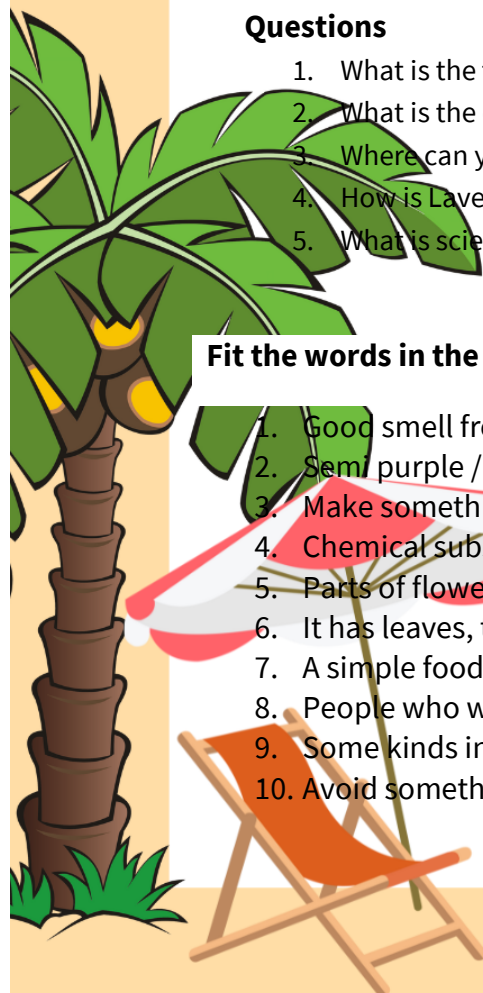 Questions
1. What is the
2. What is the
3. Where can y
4. How is Lave
5. What is scie
Fit the words in the
1. Good smell fr
2. Semi purple /
3. Make someth
4. Chemical sub
5. Parts of flowe
6. It has leaves,
7. A simple food
8. People who w
9. Some kinds in
10. Avoid someth